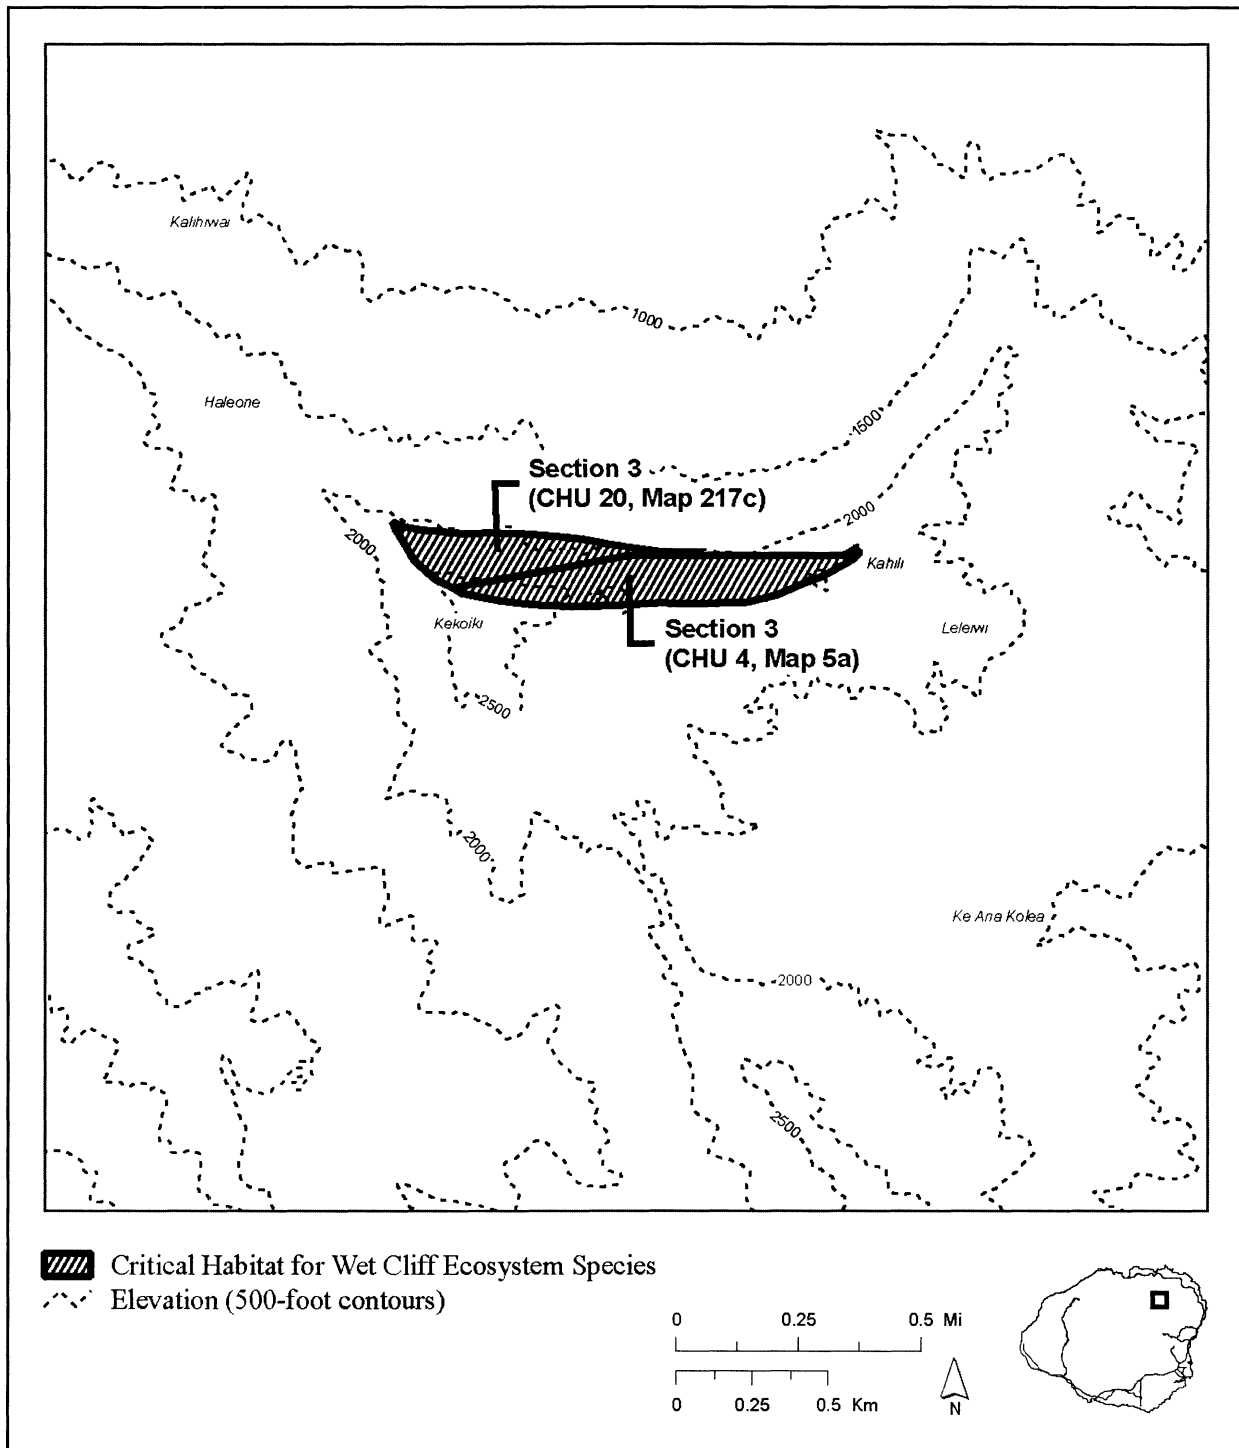 Kalihiwai
1000
Haleone
1500
Section 3
(CHU 20, Map 217c)
2000
2000
Kahili
Kekoiki
Leleiwi
Section 3
(CHU 4, Map 5a)
2500
2000
Ke Ana Kolea
2000
2500
Critical Habitat for Wet Cliff Ecosystem Species
Elevation (500-foot contours)
0 0.25 0.5 Mi
0 0.25 0.5 Km
N